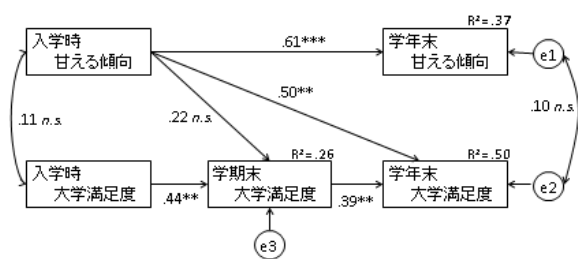 R²=.37
入学時
甘える傾向
.61***
学年末
甘える傾向
e1
.50**
.11 n.s.
.22 n.s.
.10 n.s.
R²=.26
R²=.50
入学時
大学満足度
.44**
学期末
大学満足度
.39**
学年末
大学満足度
e2
e3